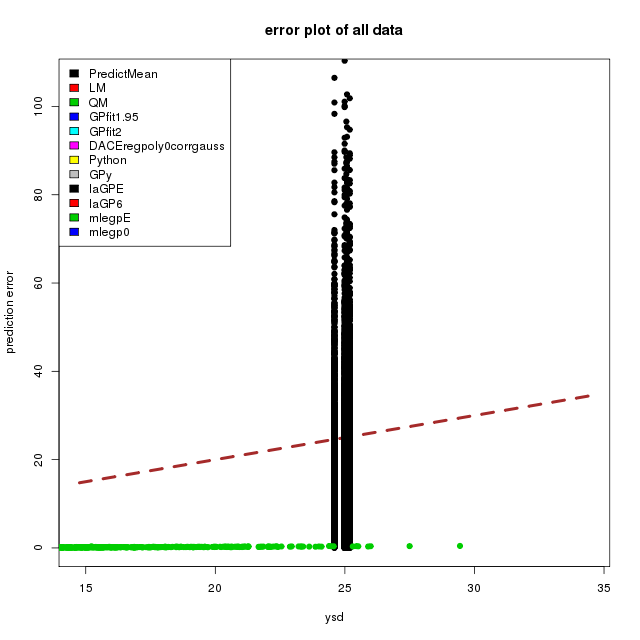 error plot of all data
PredictMean
LM
QM
GPfit1.95
GPfit2
DACEregpoly0corrgauss
Python
GPy
laGPE
laGP6
mlegpE
mlegp0
prediction error
100
80
60
40
20
0
15 20 25 30 35
ysd